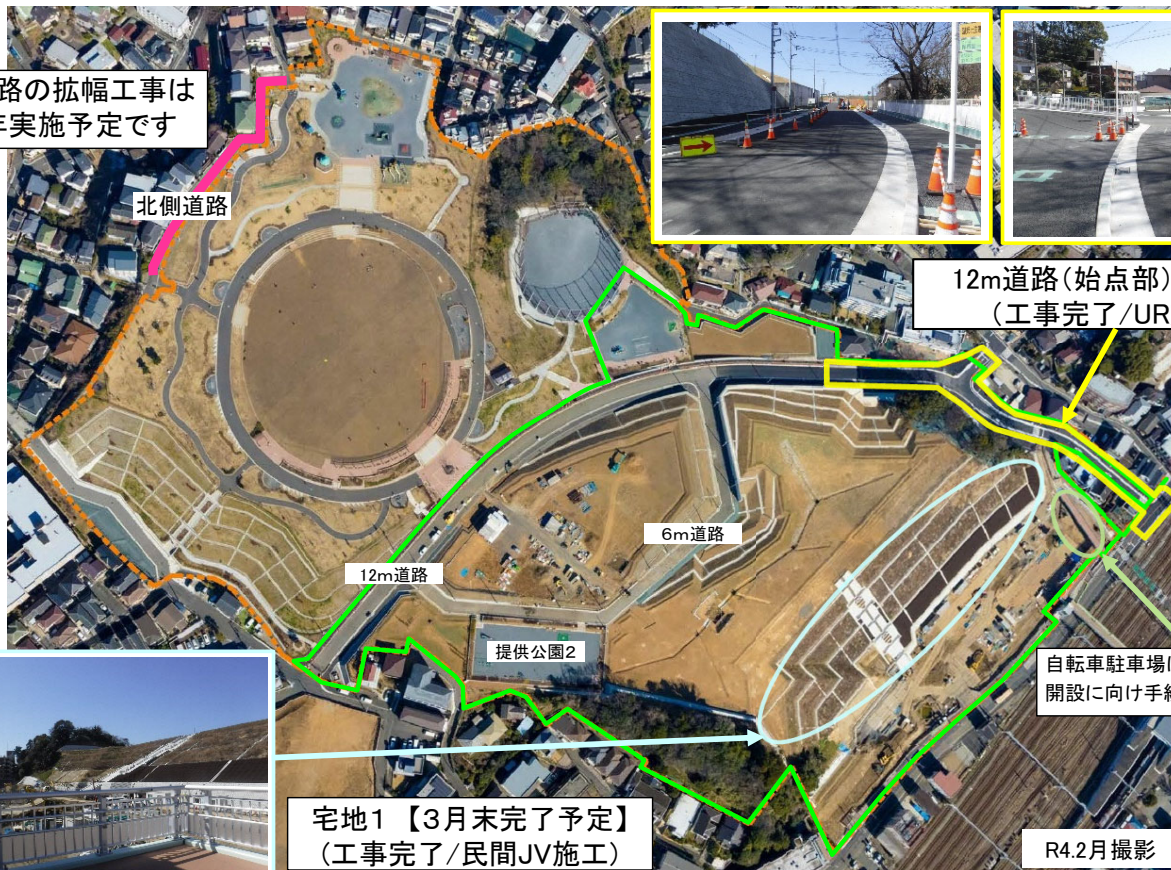 路の拡幅工事は
年実施予定です
北側道路
12m道路(始点部)
(工事完了/UR
6m道路
12m道路
提供公園2
自転車駐車場
開設に向け手続
宅地1 【3月末完了予定】
(工事完了/民間JV施工)
R4.2月撮影